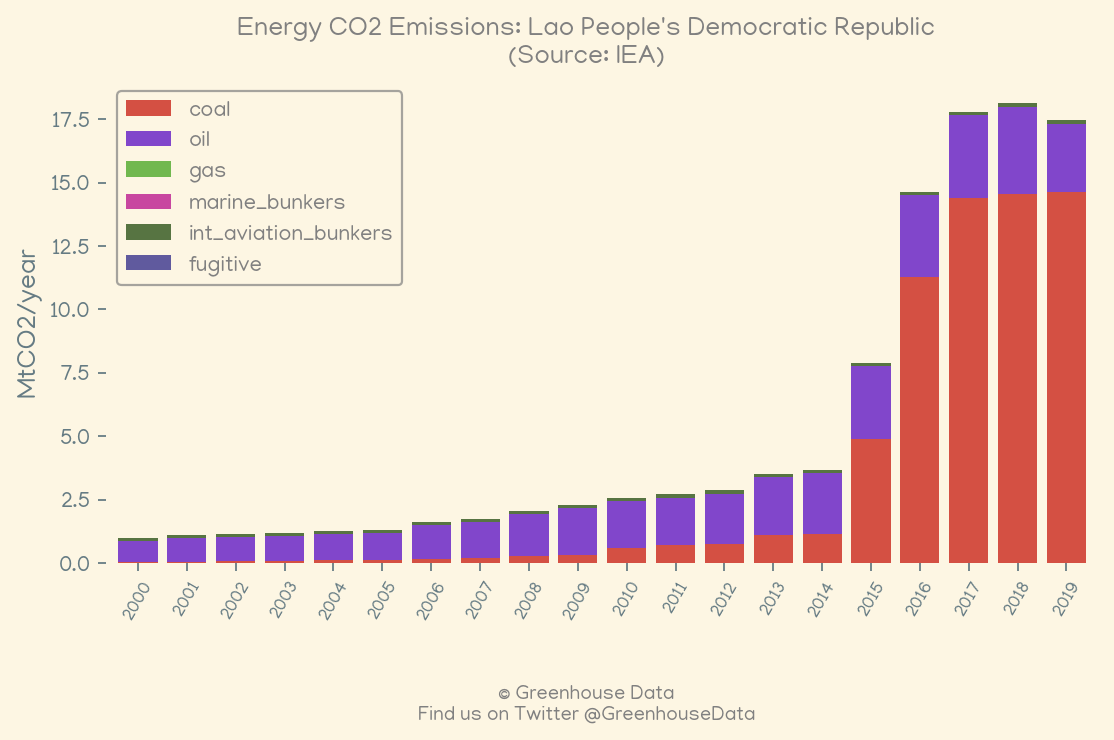 Energy CO2 Emissions: Lao People's Democratic Republic
(Source: IEA)
coal
oil
gas
marine_bunkers
int_aviation_bunkers
fugitive
MtCO2/year
17.5
15.0
12.5
10.0
7.5
5.0
2.5
0.0
2000 2001 2002 2003 2004 2005 2006 2007 2008 2009 2010 2011 2012 2013 2014 2015 2016 2017 2018 2019
© Greenhouse Data
Find us on Twitter @GreenhouseData